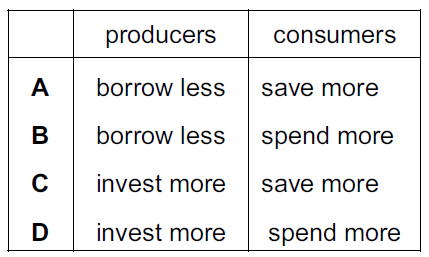 producers consumers
A borrow less save more
B borrow less spend more
C invest more save more
D invest more spend more